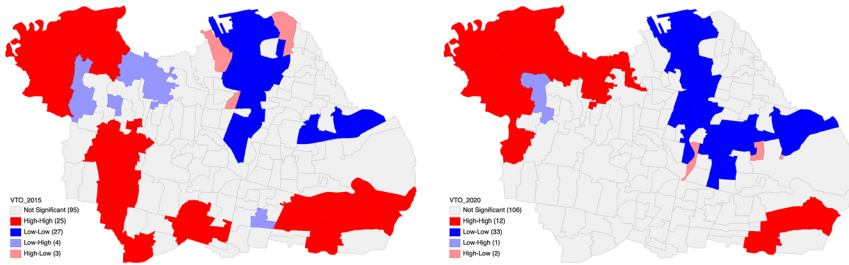 VTO_2015
Not Significant (95)
High-High (25)
Low-Low (27)
Low-High (4)
High-Low (3)
VTO_2020
Not Significant (106)
High-High (12)
Low-Low (33)
Low-High (1)
High-Low (2)